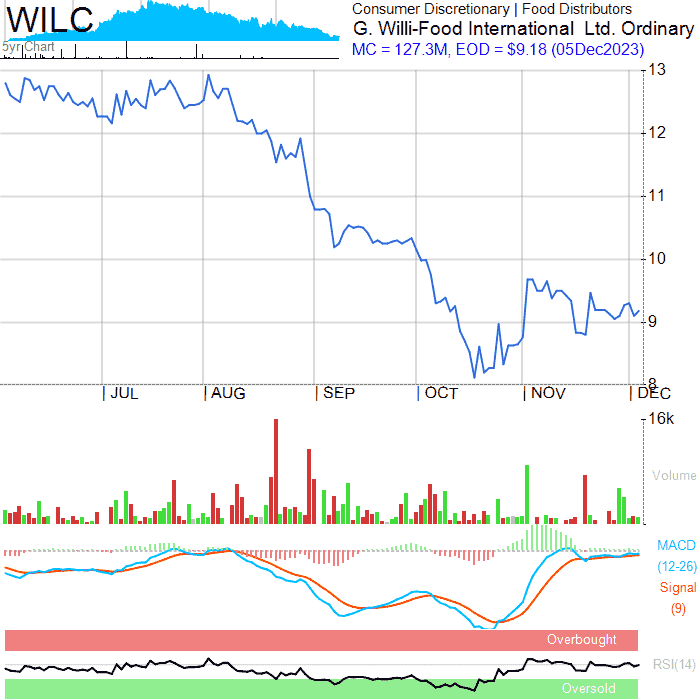 WILC
Consumer Discretionary | Food Distributors
G. Willi-Food International Ltd. Ordinary
5yr Chart
MC = 127.3M, EOD = $9.18 (05Dec2023)
13
12
11
10
9
8
| JUL | AUG | SEP | OCT | NOV | DEC
16k
Volume
MACD
(12-26)
Signal
(9)
Overbought
RSI(14)
Oversold